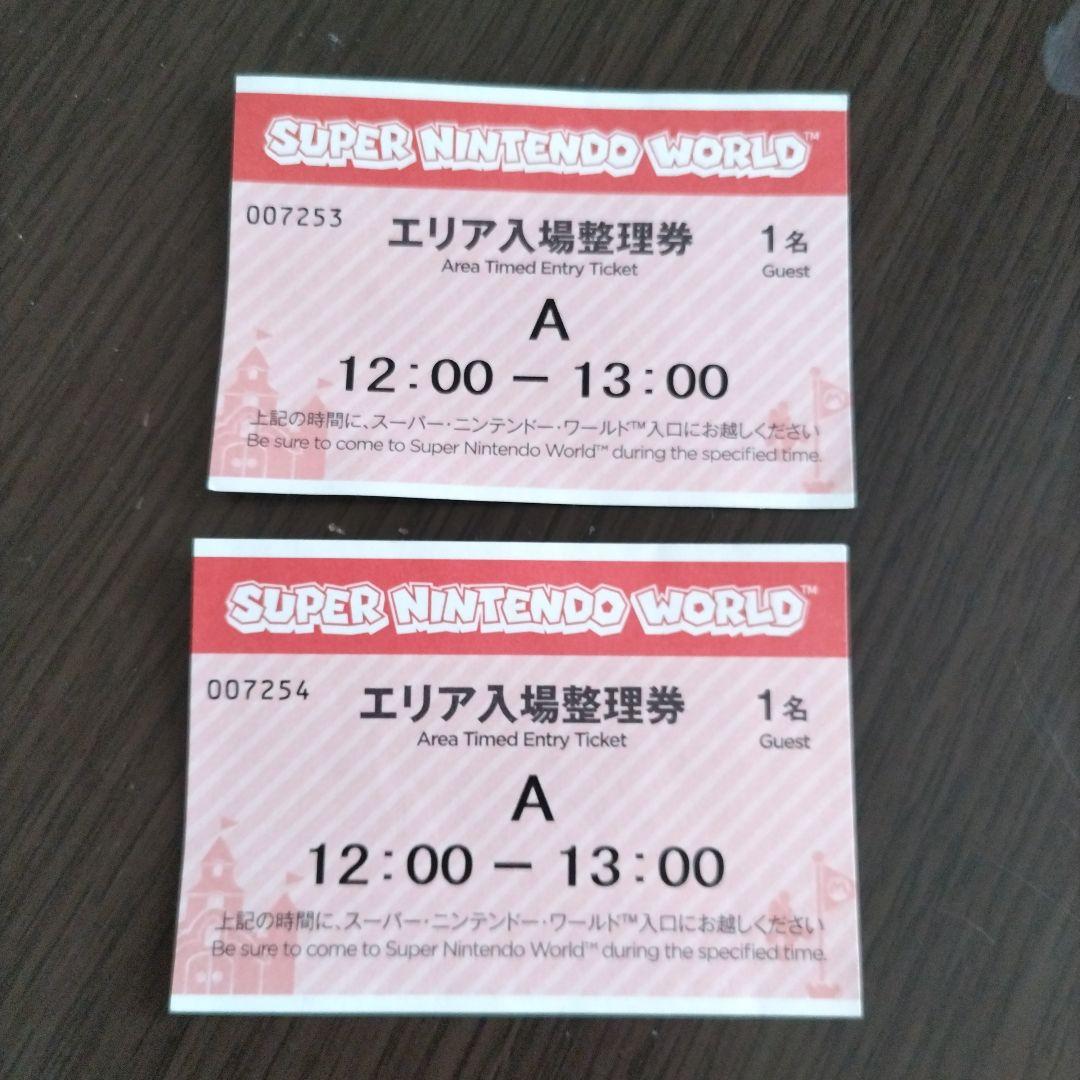 SUPER NINTENDO WORLD™
007253
エリア入場整理券 1名
Area Timed Entry Ticket Guest
A
12:00 － 13:00
上記の時間に、スーパー・ニンテンドー・ワールド™入口にお越しください
Be sure to come to Super Nintendo World™ during the specified time.
SUPER NINTENDO WORLD™
007254
エリア入場整理券 1名
Area Timed Entry Ticket Guest
A
12:00 － 13:00
上記の時間に、スーパー・ニンテンドー・ワールド™入口にお越しください
Be sure to come to Super Nintendo World™ during the specified time.